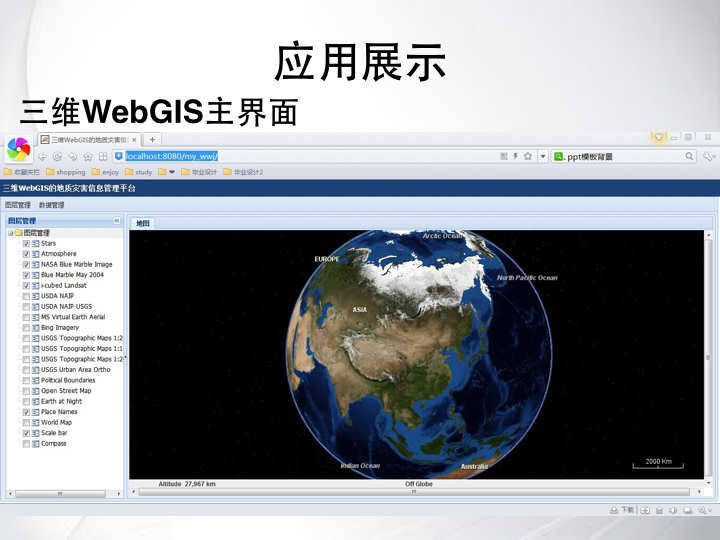 应用展示
三维WebGIS主界面
三维WebGIS的地质灾害信息
localhost:8080/my_wwj/
ppt模板背景
收藏夹栏 shopping enjoy study 毕业设计 毕业设计2
三维WebGIS的地质灾害信息管理平台
图层管理 数据管理
图层管理
地图
图层管理
Stars
Atmosphere
NASA Blue Marble Image
Blue Marble May 2004
i-cubed Landsat
USDA NAIP
USDA NAIP USGS
MS Virtual Earth Aerial
Bing Imagery
USGS Topographic Maps 1:2
USGS Topographic Maps 1:1
USGS Topographic Maps 1:2
USGS Urban Area Ortho
Political Boundaries
Open Street Map
Earth at Night
Place Names
World Map
Scale bar
Compass
Arctic Ocean
EUROPE
North Pacific Ocean
ASIA
Indian Ocean
Australia
2000 Km
Altitude 27,967 km
Off Globe
下载